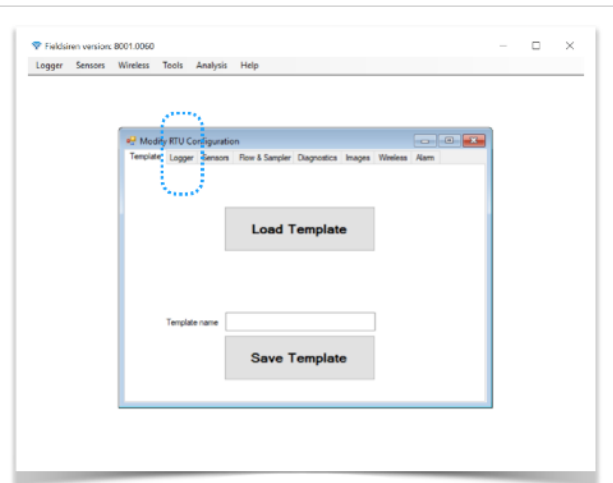 Fieldsiren version: 8001.0060
Logger Sensors Wireless Tools Analysis Help
Modify RTU Configuration
Template Logger Sensors Flow & Sampler Diagnostics Images Wireless Alarm
Load Template
Template name
Save Template